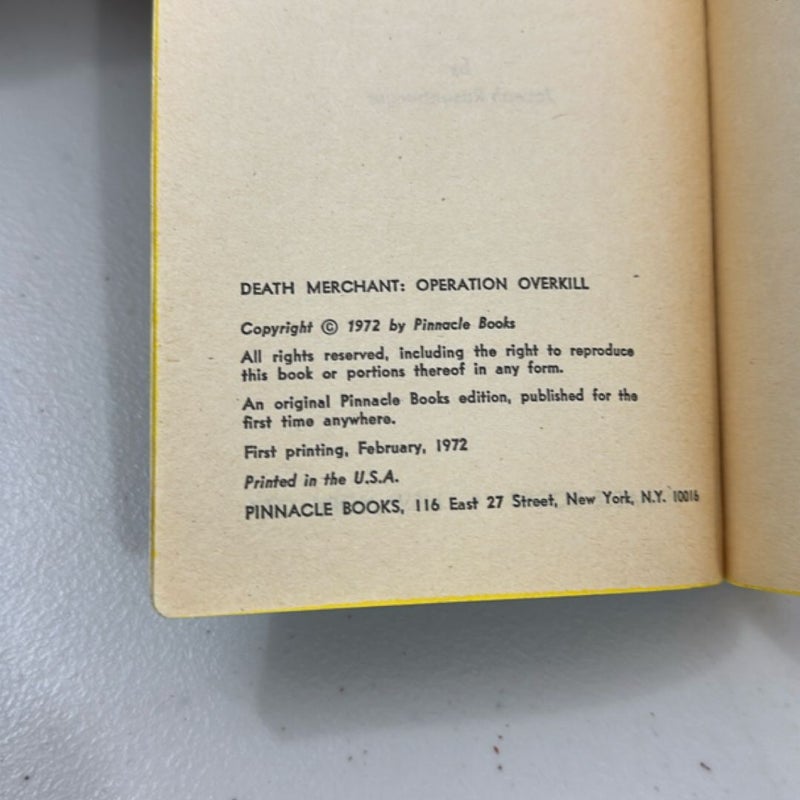 DEATH MERCHANT: OPERATION OVERKILL
Copyright © 1972 by Pinnacle Books
All rights reserved, including the right to reproduce
this book or portions thereof in any form.
An original Pinnacle Books edition, published for the
first time anywhere.
First printing, February, 1972
Printed in the U.S.A.
PINNACLE BOOKS, 116 East 27 Street, New York, N.Y. 10016